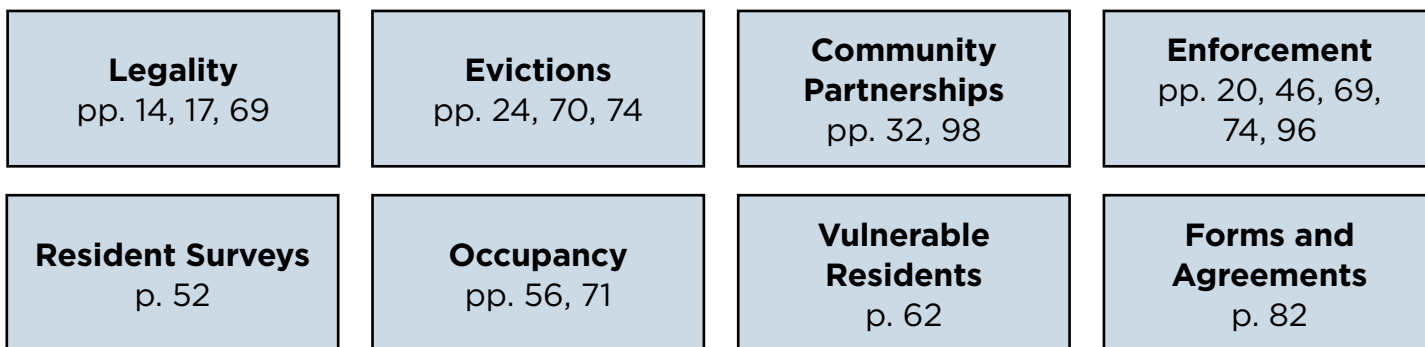 Legality
pp. 14, 17, 69
Evictions
pp. 24, 70, 74
Community
Partnerships
pp. 32, 98
Enforcement
pp. 20, 46, 69,
74, 96
Resident Surveys
p. 52
Occupancy
pp. 56, 71
Vulnerable
Residents
p. 62
Forms and
Agreements
p. 82